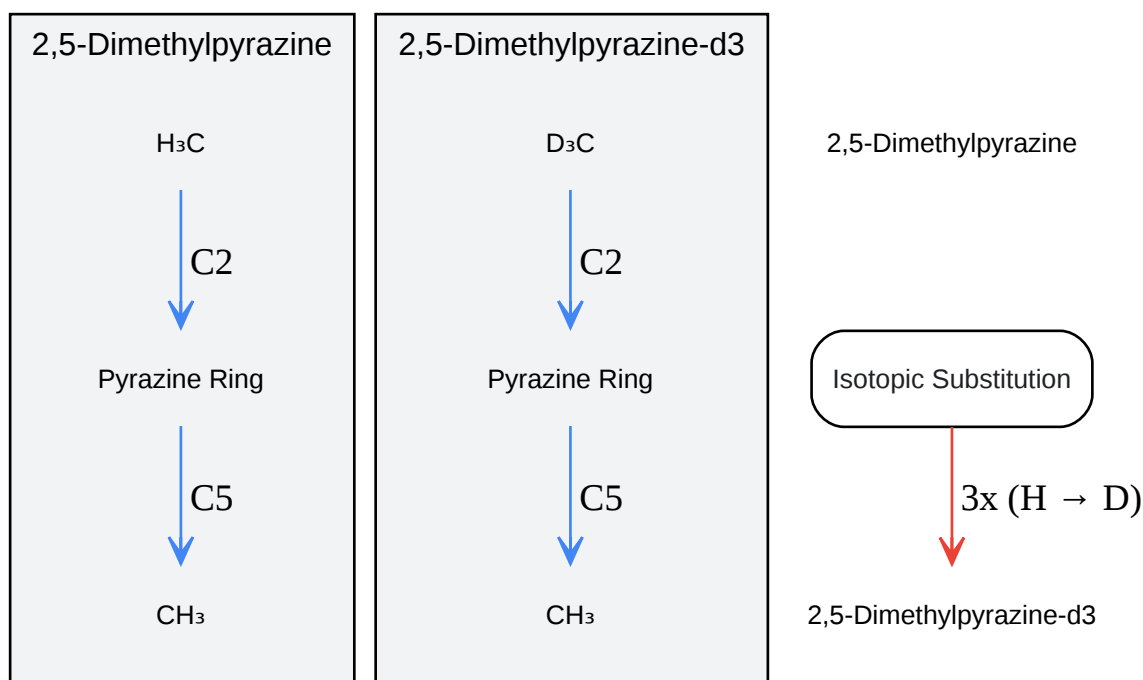 2,5-Dimethylpyrazine
H₃C
C2
Pyrazine Ring
C5
CH₃
2,5-Dimethylpyrazine-d3
D₃C
C2
Pyrazine Ring
C5
CH₃
2,5-Dimethylpyrazine
Isotopic Substitution
3x (H → D)
2,5-Dimethylpyrazine-d3